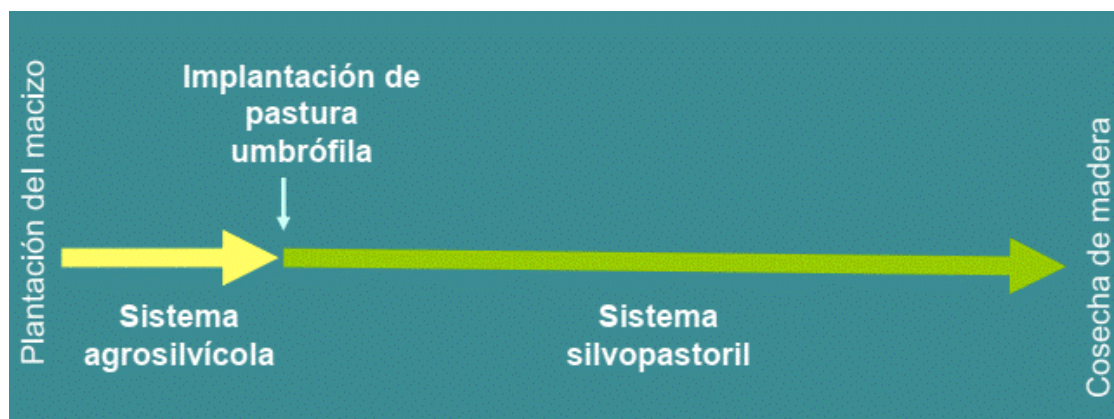 Plantación del macizo
Implantación de
pastura
umbrófila
Sistema
agrosilvícola
Sistema
silvopastoril
Cosecha de madera